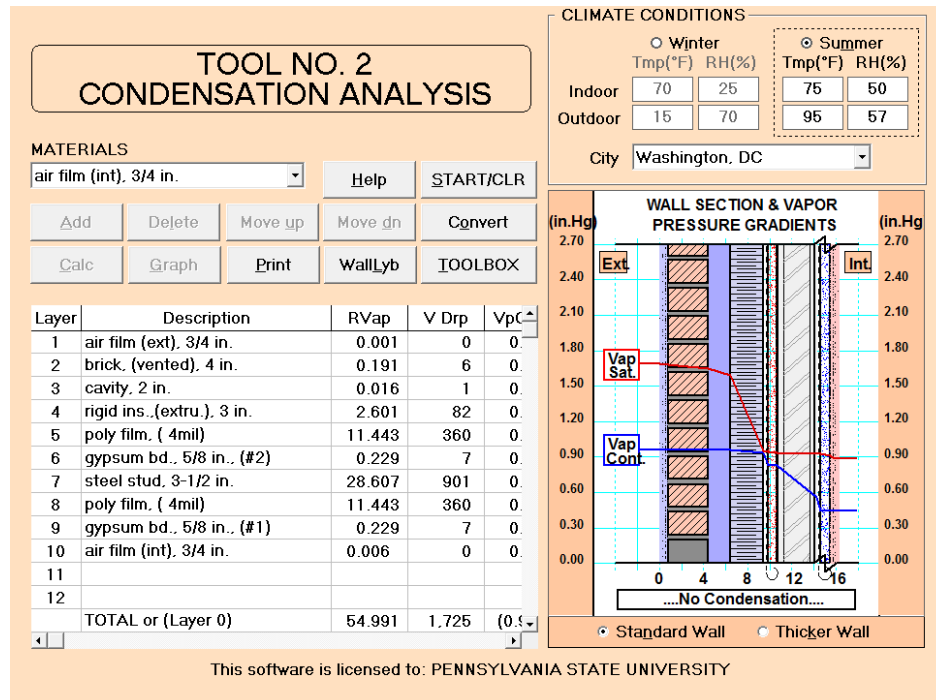 TOOL NO. 2
CONDENSATION ANALYSIS
CLIMATE CONDITIONS
Winter Summer
Tmp(°F) RH(%) Tmp(°F) RH(%)
Indoor 70 25 75 50
Outdoor 15 70 95 57
City Washington, DC
MATERIALS
air film (int), 3/4 in.
Help START/CLR
Add Delete Move up Move dn Convert
Calc Graph Print WallLyb TOOLBOX
Layer Description RVap V Drp Vp(
1 air film (ext), 3/4 in. 0.001 0 0.
2 brick, (vented), 4 in. 0.191 6 0.
3 cavity, 2 in. 0.016 1 0.
4 rigid ins.,(extru.), 3 in. 2.601 82 0.
5 poly film, ( 4mil) 11.443 360 0.
6 gypsum bd., 5/8 in., (#2) 0.229 7 0.
7 steel stud, 3-1/2 in. 28.607 901 0.
8 poly film, ( 4mil) 11.443 360 0.
9 gypsum bd., 5/8 in., (#1) 0.229 7 0.
10 air film (int), 3/4 in. 0.006 0 0.
11
12
TOTAL or (Layer 0) 54.991 1,725
WALL SECTION & VAPOR
PRESSURE GRADIENTS
(in.Hg) (in.Hg)
2.70 2.70
Ext. Int.
2.40 2.40
2.10 2.10
1.80 1.80
Vap
Sat.
1.50 1.50
1.20 1.20
Vap
Cont.
0.90 0.90
0.60 0.60
0.30 0.30
0.00 0.00
0 4 8 12 16
....No Condensation....
Standard Wall Thicker Wall
This software is licensed to: PENNSYLVANIA STATE UNIVERSITY